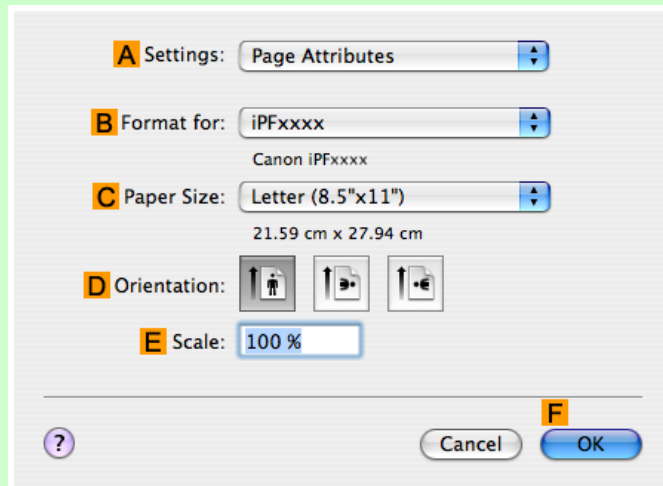 A Settings: Page Attributes
B Format for: iPFxxxx
Canon iPFxxxx
C Paper Size: Letter (8.5"x11")
21.59 cm x 27.94 cm
D Orientation:
E Scale: 100 %
F
? Cancel OK